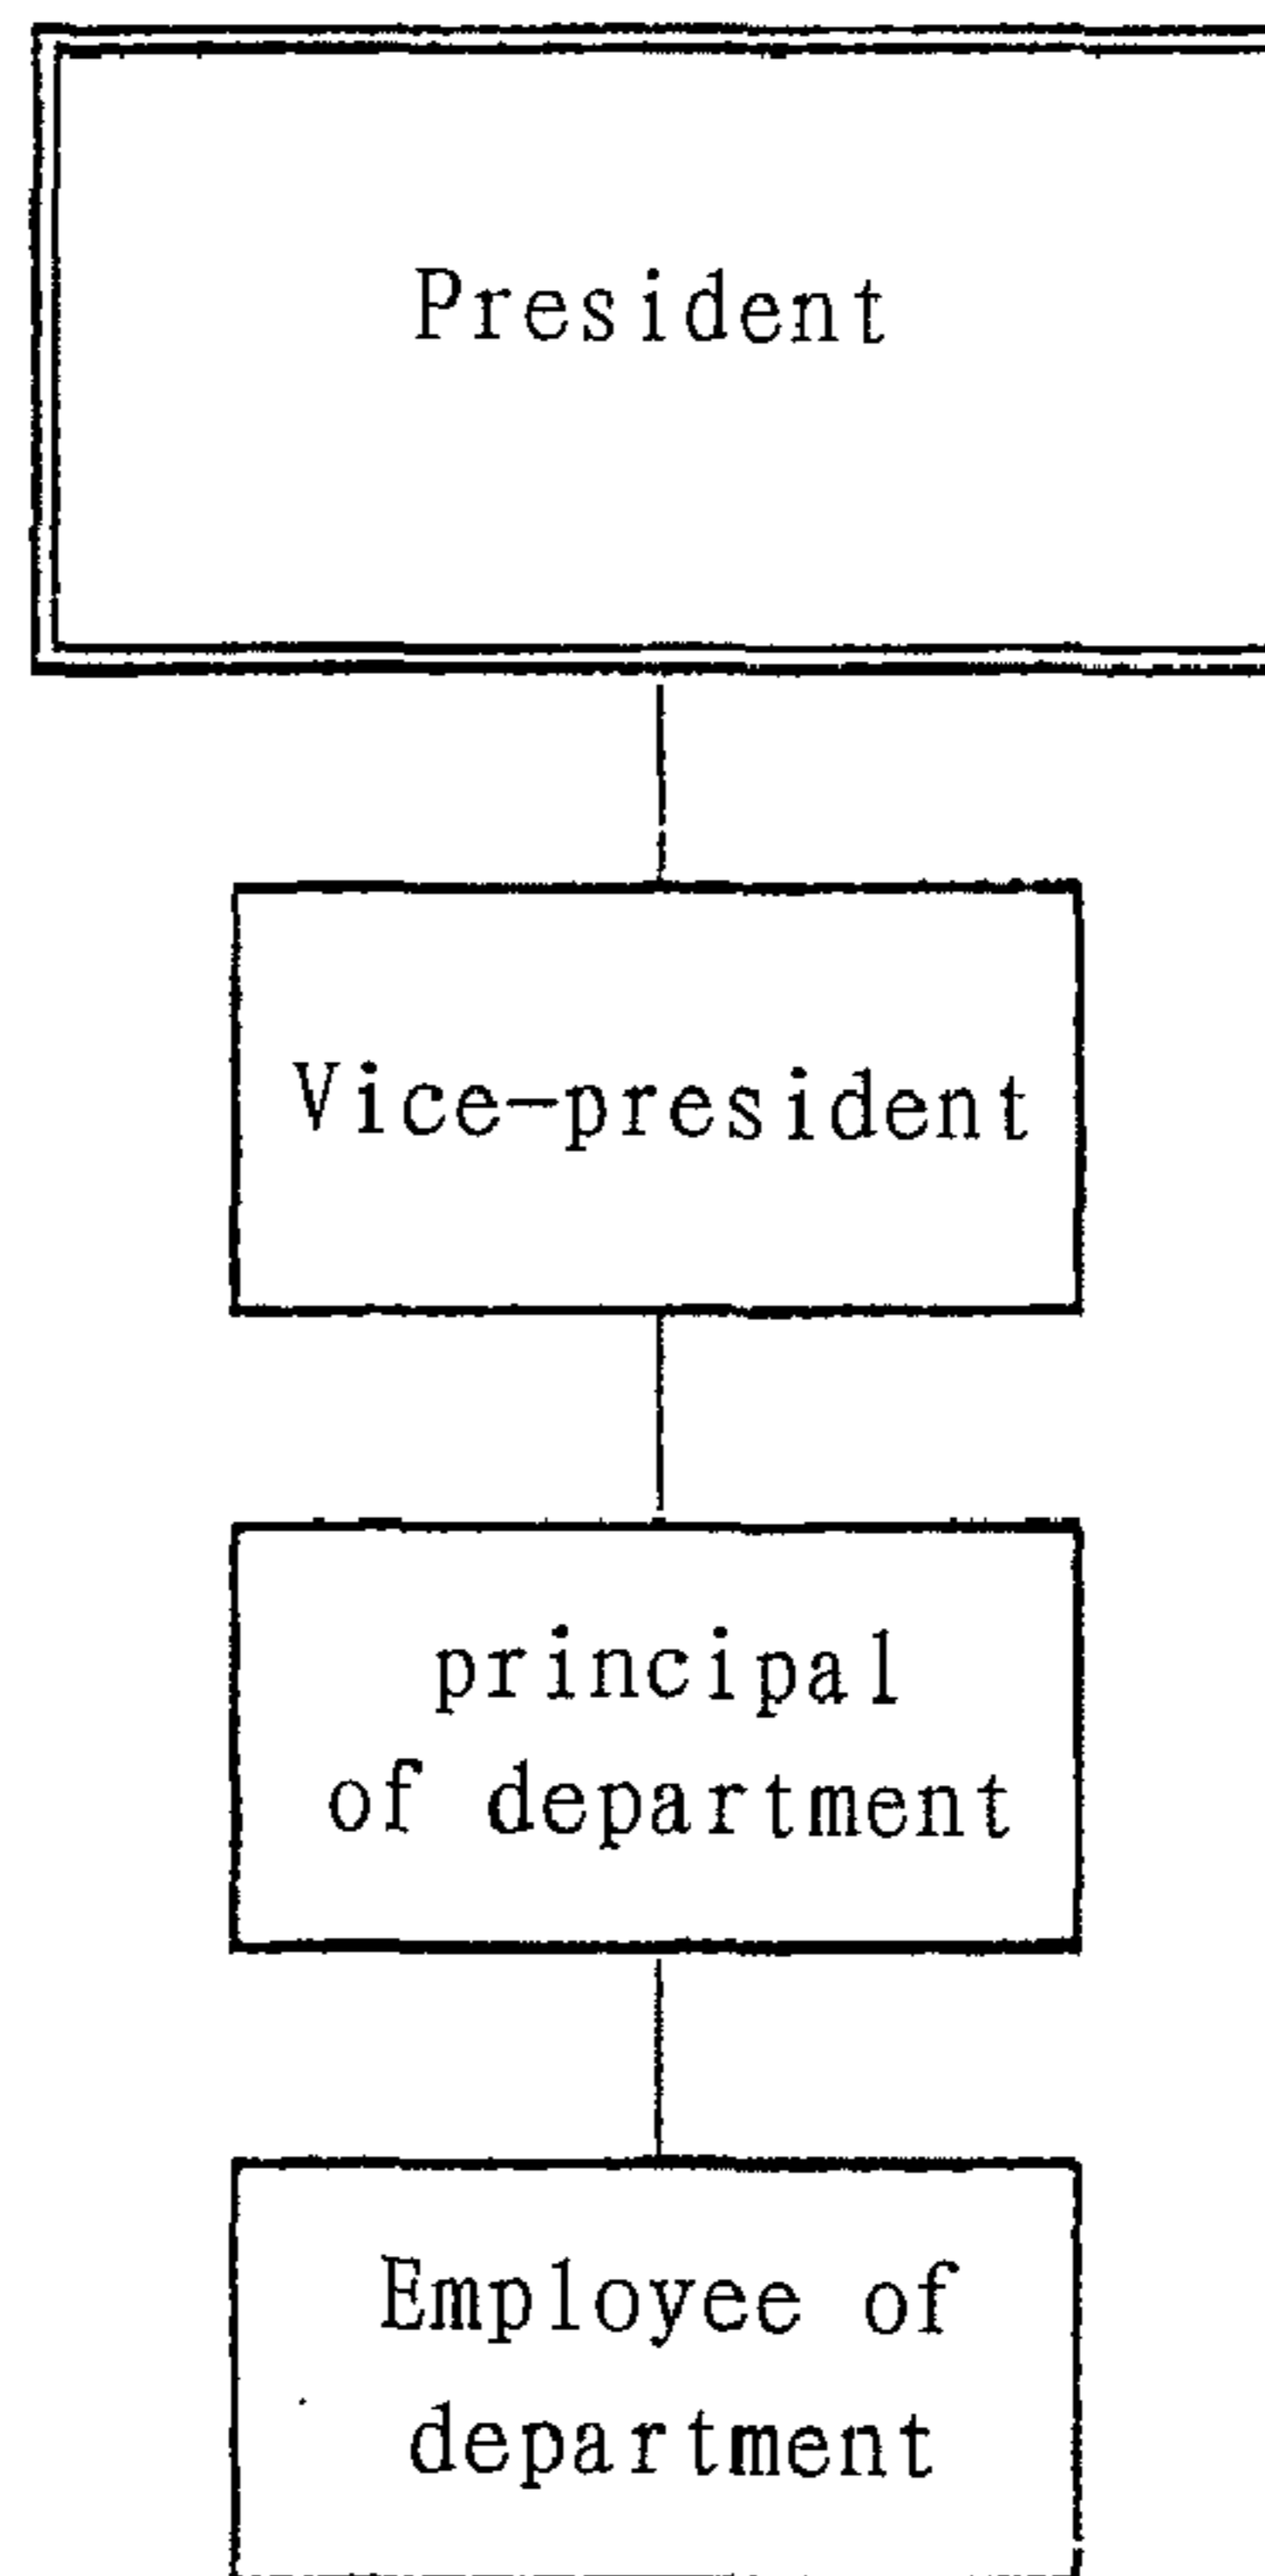 President
Vice-president
principal
of department
Employee of
department